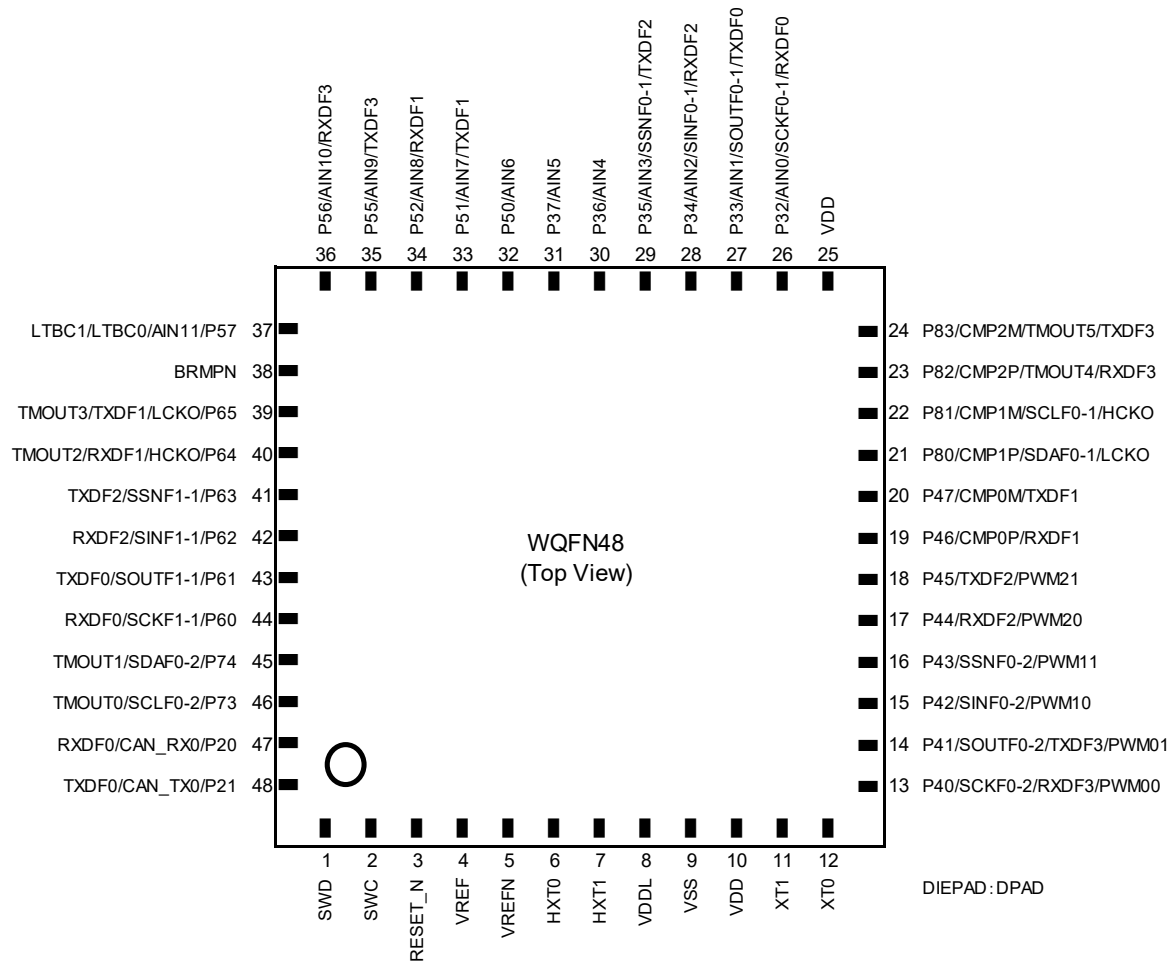 P56/AIN10/RXDF3
P55/AIN9/TXDF3
P52/AIN8/RXDF1
P51/AIN7/TXDF1
P50/AIN6
P37/AIN5
P36/AIN4
P35/AIN3/SSNF0-1/TXDF2
P34/AIN2/SINF0-1/RXDF2
P33/AIN1/SOUTF0-1/TXDF0
P32/AIN0/SCKF0-1/RXDF0
VDD
36 35 34 33 32 31 30 29 28 27 26 25
LTBC1/LTBC0/AIN11/P57 37
BRMPN 38
TMOUT3/TXDF1/LCKO/P65 39
TMOUT2/RXDF1/HCKO/P64 40
TXDF2/SSNF1-1/P63 41
RXDF2/SINF1-1/P62 42
TXDF0/SOUTF1-1/P61 43
RXDF0/SCKF1-1/P60 44
TMOUT1/SDAF0-2/P74 45
TMOUT0/SCLF0-2/P73 46
RXDF0/CAN_RX0/P20 47
TXDF0/CAN_TX0/P21 48
WQFN48
(Top View)
24 P83/CMP2M/TMOUT5/TXDF3
23 P82/CMP2P/TMOUT4/RXDF3
22 P81/CMP1M/SCLF0-1/HCKO
21 P80/CMP1P/SDAF0-1/LCKO
20 P47/CMP0M/TXDF1
19 P46/CMP0P/RXDF1
18 P45/TXDF2/PWM21
17 P44/RXDF2/PWM20
16 P43/SSNF0-2/PWM11
15 P42/SINF0-2/PWM10
14 P41/SOUTF0-2/TXDF3/PWM01
13 P40/SCKF0-2/RXDF3/PWM00
1 2 3 4 5 6 7 8 9 10 11 12
SWD
SWC
RESET_N
VREF
VREFN
HXT0
HXT1
VDDL
VSS
VDD
XT1
XT0
DIEPAD: DPAD